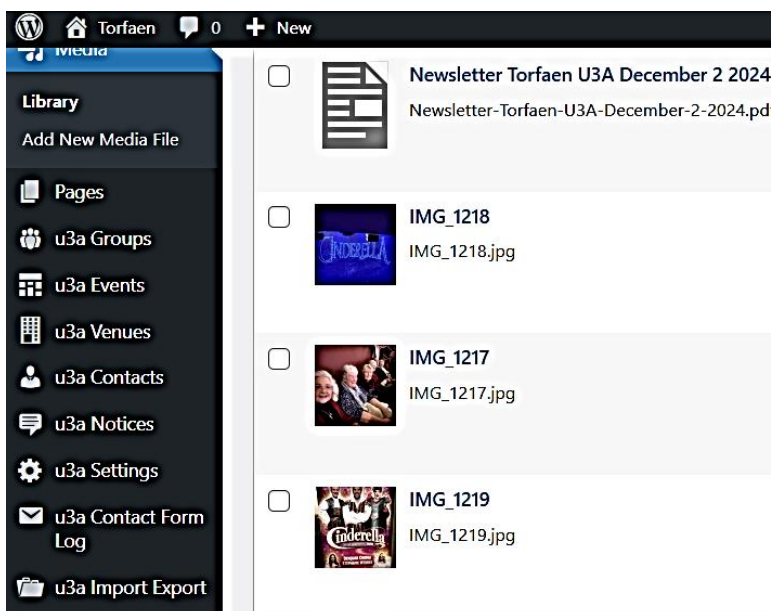 Torfaen 0 New
Media
Library
Add New Media File
Pages
u3a Groups
u3a Events
u3a Venues
u3a Contacts
u3a Notices
u3a Settings
u3a Contact Form
Log
u3a Import Export
Newsletter Torfaen U3A December 2 2024
Newsletter-Torfaen-U3A-December-2-2024.pd
IMG_1218
IMG_1218.jpg
CINDERELLA
IMG_1217
IMG_1217.jpg
IMG_1219
IMG_1219.jpg
Cinderella